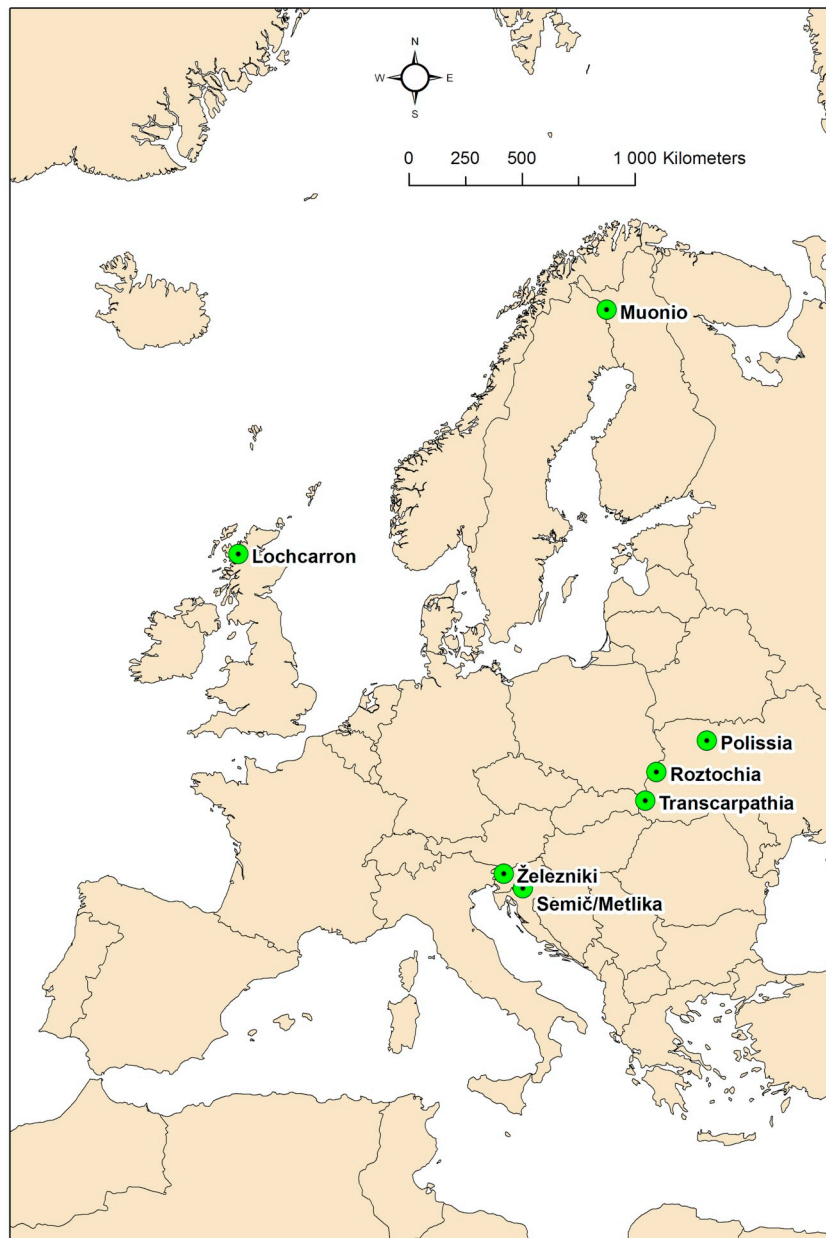 N
W E
S
0 250 500 1 000 Kilometers
Muonio
Lochcarron
Polissia
Roztochia
Transcarpathia
Železniki
Semič/Metlika